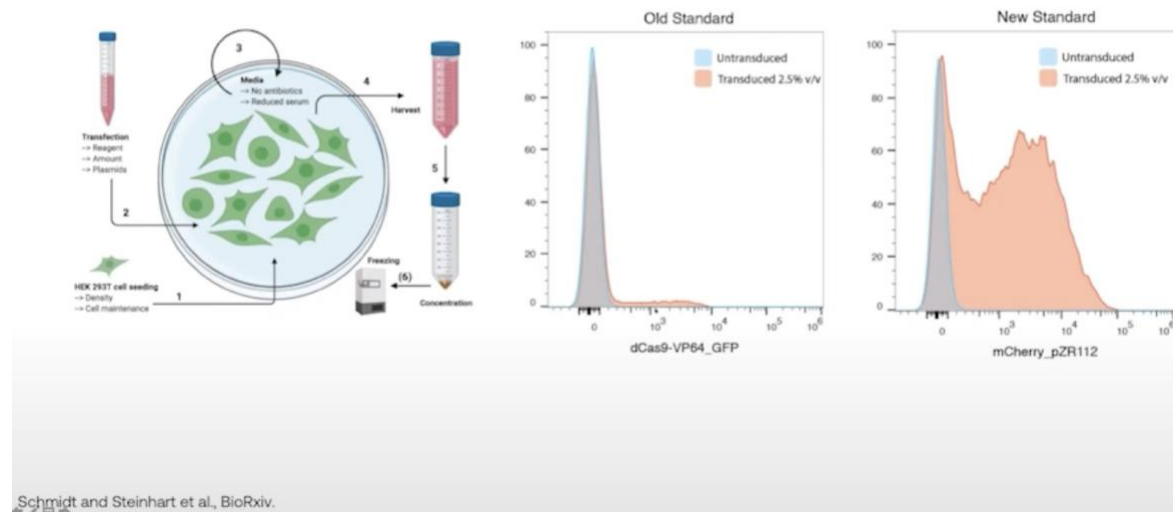 Transfection
→ Reagent
→ Amount
→ Plasmids
2
HEK 293T cell seeding
→ Density
→ Cell maintenance
1
3
Media
→ No antibiotics
→ Reduced serum
4
Harvest
5
Freezing
(6)
Concentration
Old Standard
Untransduced
Transduced 2.5% v/v
100
80
60
40
20
0
0
10³
10⁴
10⁵
10⁶
dCas9-VP64_GFP
New Standard
Untransduced
Transduced 2.5% v/v
100
80
60
40
20
0
0
10³
10⁴
10⁵
mCherry_pZR112
Schmidt and Steinhart et al., BioRxiv.